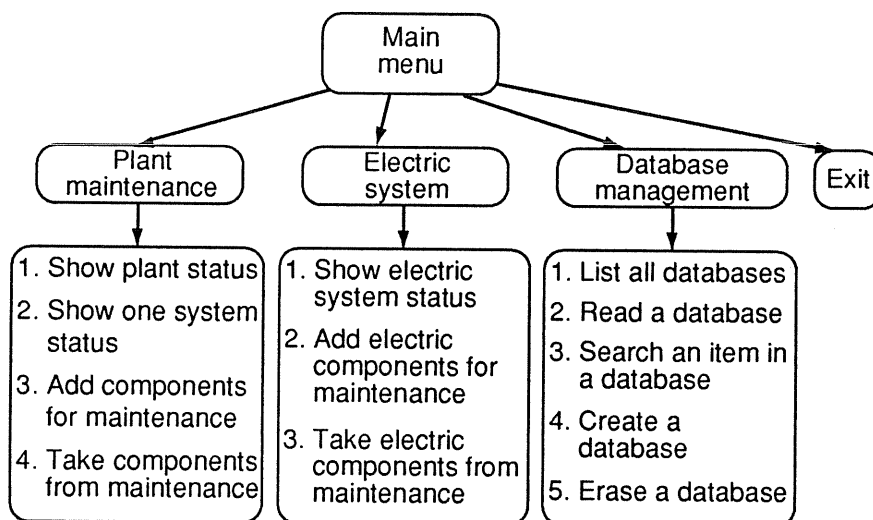 Main
menu
Plant
maintenance
Electric
system
Database
management
Exit
1. Show plant status
2. Show one system
status
3. Add components
for maintenance
4. Take components
from maintenance
1. Show electric
system status
2. Add electric
components for
maintenance
3. Take electric
components from
maintenance
1. List all databases
2. Read a database
3. Search an item in
a database
4. Create a
database
5. Erase a database